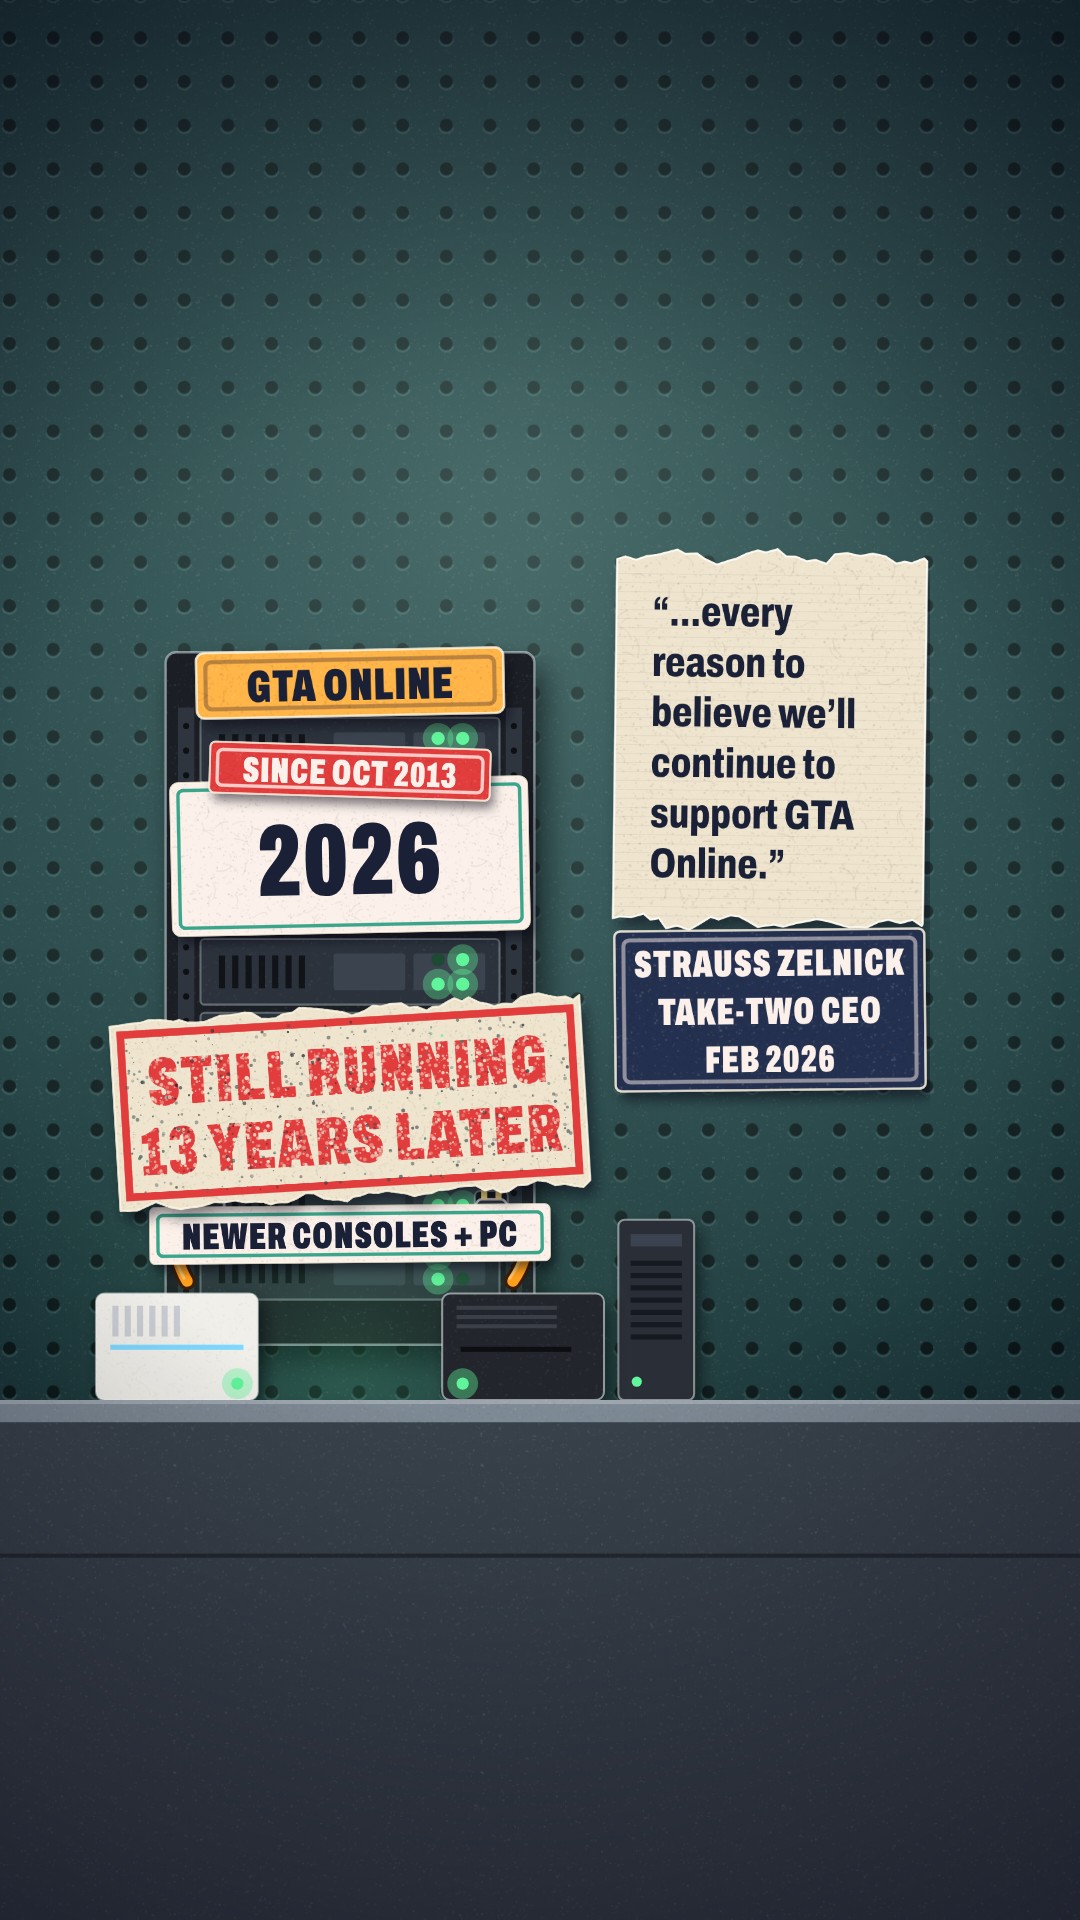 GTA ONLINE
SINCE OCT 2013
2026
STILL RUNNING
13 YEARS LATER
NEWER CONSOLES + PC
“…every
reason to
believe we’ll
continue to
support GTA
Online.”
STRAUSS ZELNICK
TAKE-TWO CEO
FEB 2026